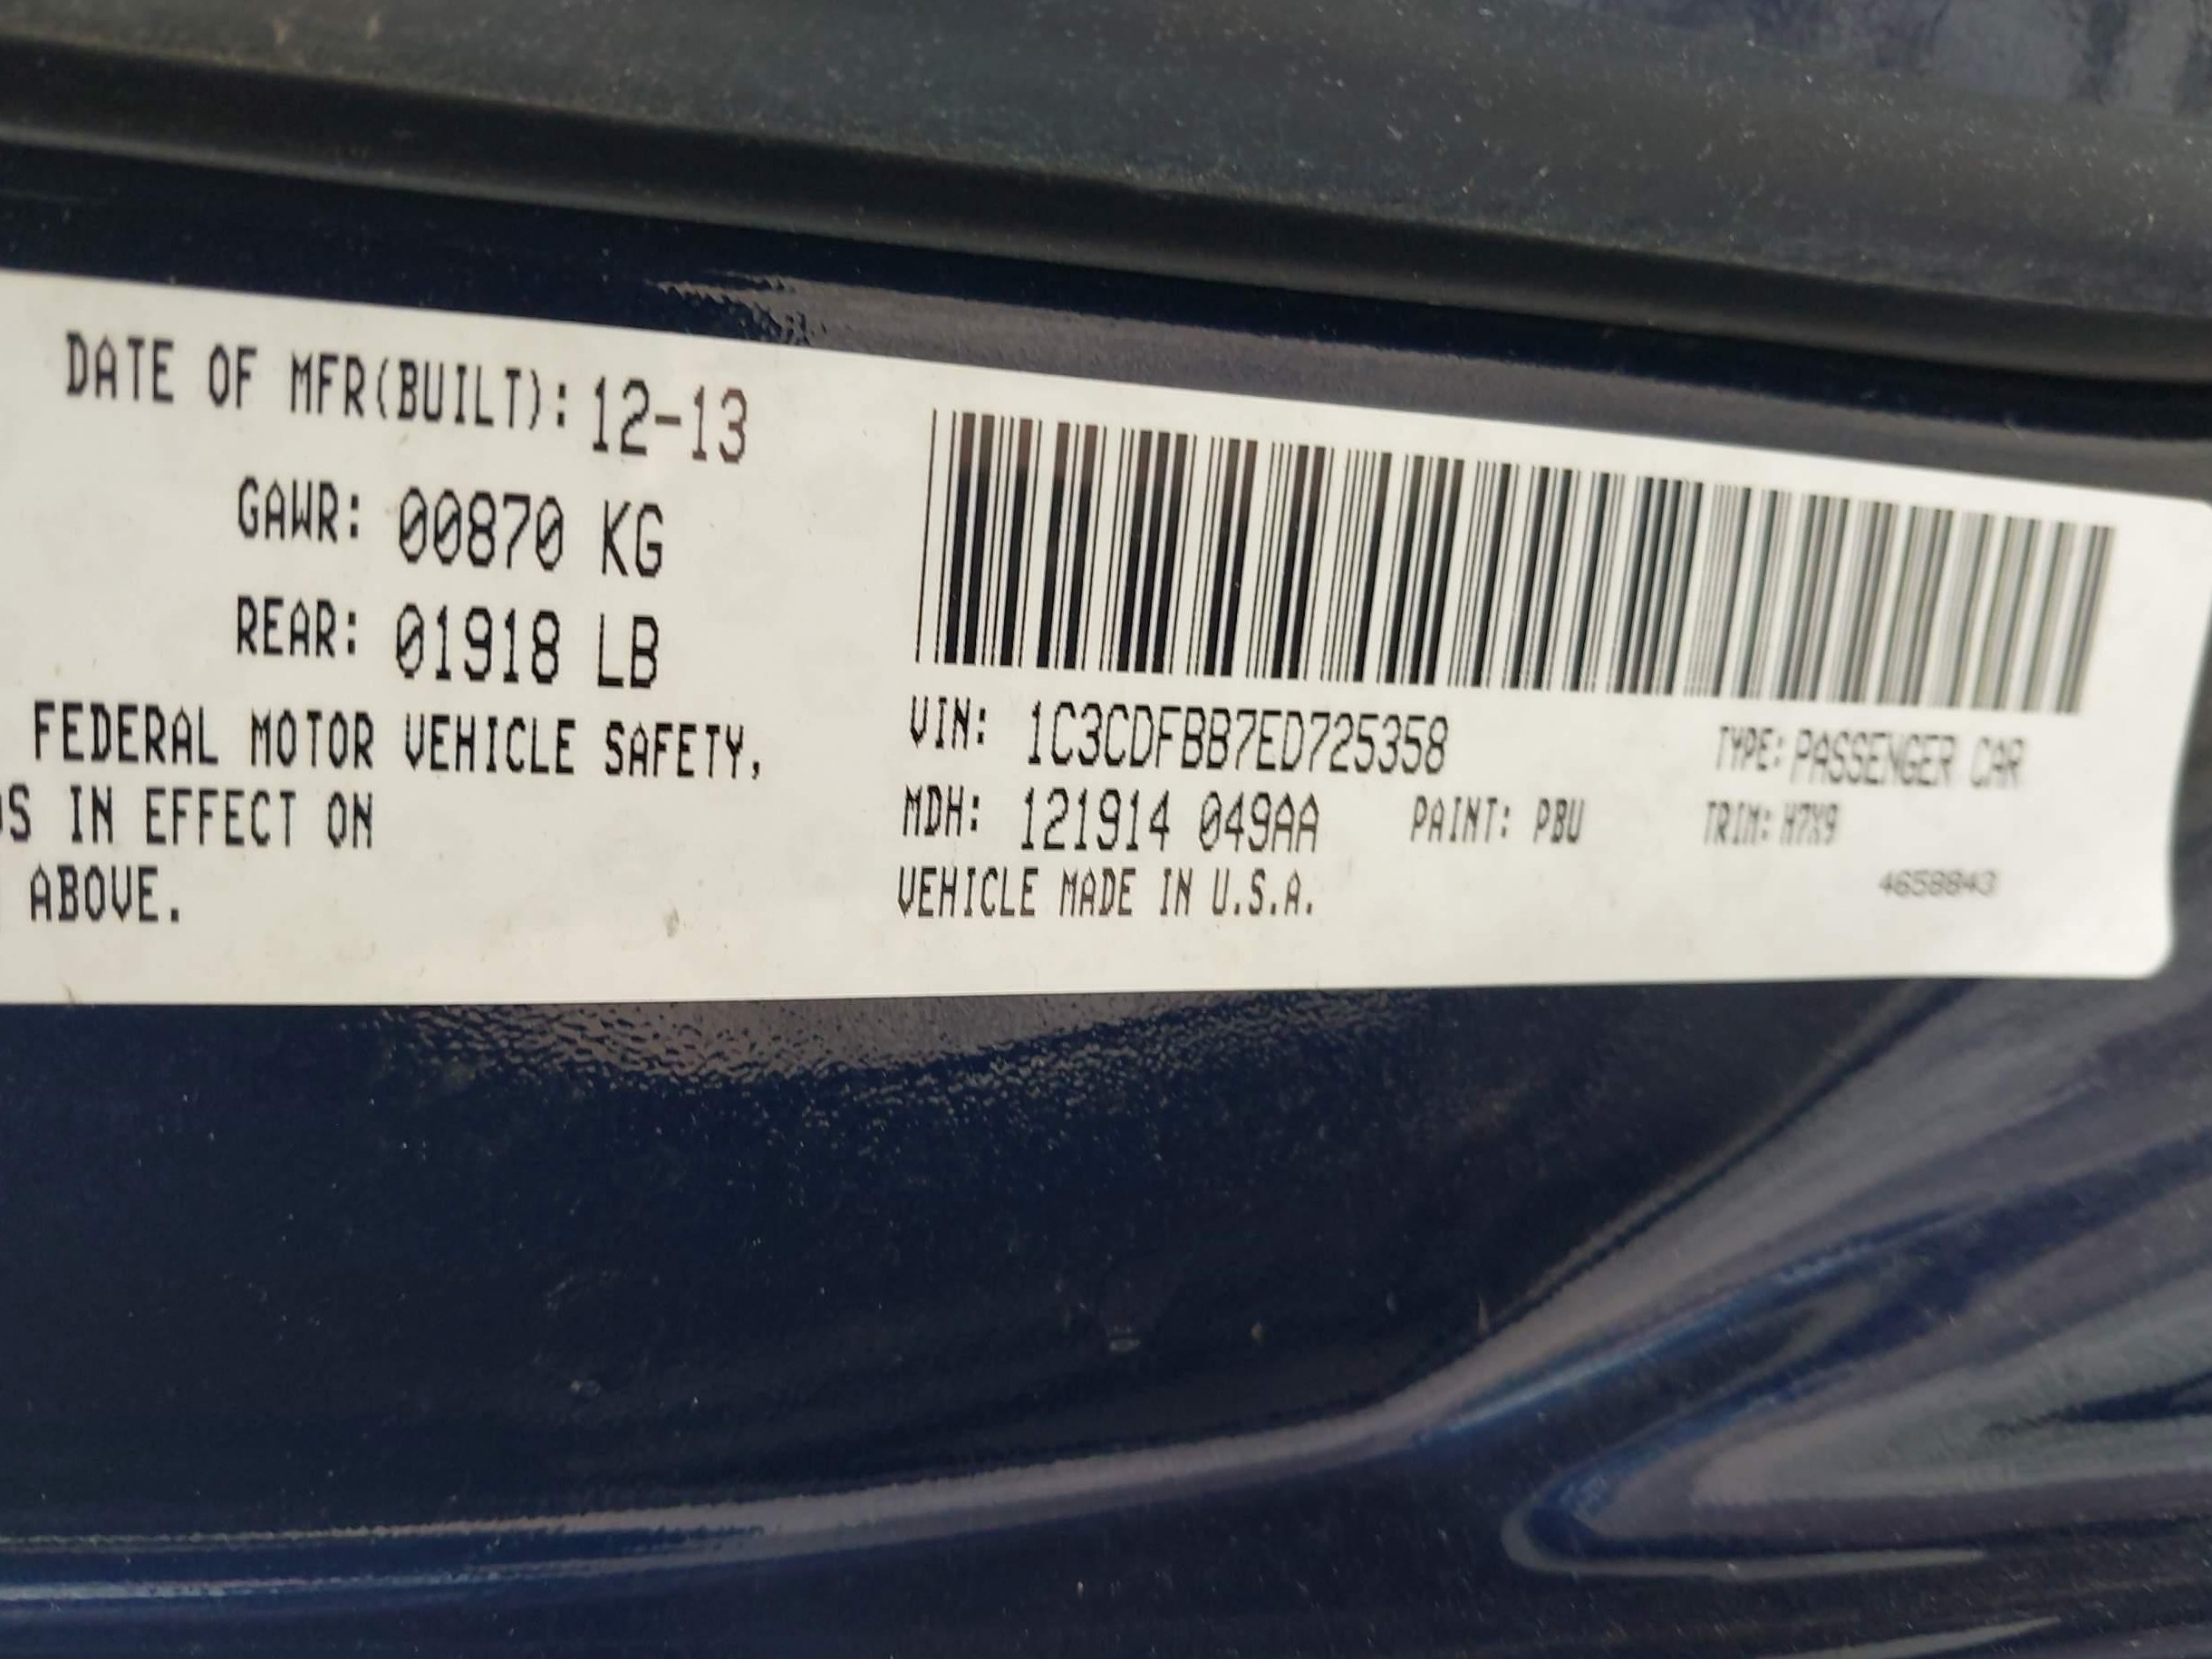 DATE OF MFR(BUILT): 12-13
GAWR: 00870 KG
REAR: 01918 LB
FEDERAL MOTOR VEHICLE SAFETY,
DS IN EFFECT ON
ABOVE.
VIN: 1C3CDFBB7ED725358 TYPE: PASSENGER CAR
MDH: 121914 049AA PAINT: PBU TRIM: H7X9
VEHICLE MADE IN U.S.A.
4658843